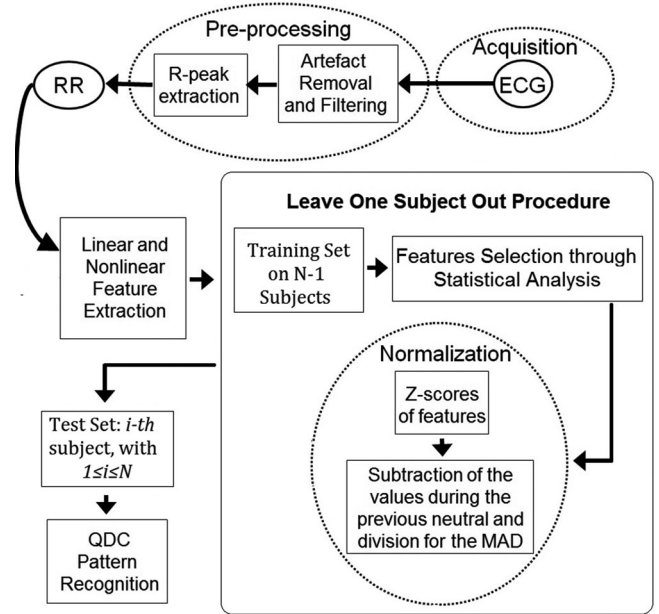 Pre-processing
Acquisition
RR
R-peak
extraction
Artefact
Removal
and Filtering
ECG
Leave One Subject Out Procedure
Linear and
Nonlinear
Feature
Extraction
Training Set
on N-1
Subjects
Features Selection through
Statistical Analysis
Normalization
Z-scores
of features
Subtraction of the
values during the
previous neutral and
division for the MAD
Test Set: i-th
subject, with
1≤i≤N
QDC
Pattern
Recognition